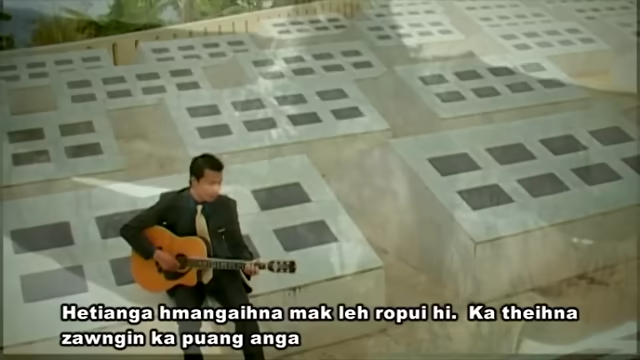 Hetianga hmangaihna mak leh ropui hi.  Ka theihna
zawngin ka puang anga